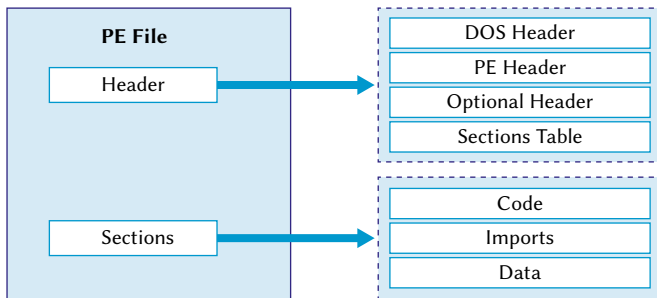 PE File
Header
Sections
DOS Header
PE Header
Optional Header
Sections Table
Code
Imports
Data